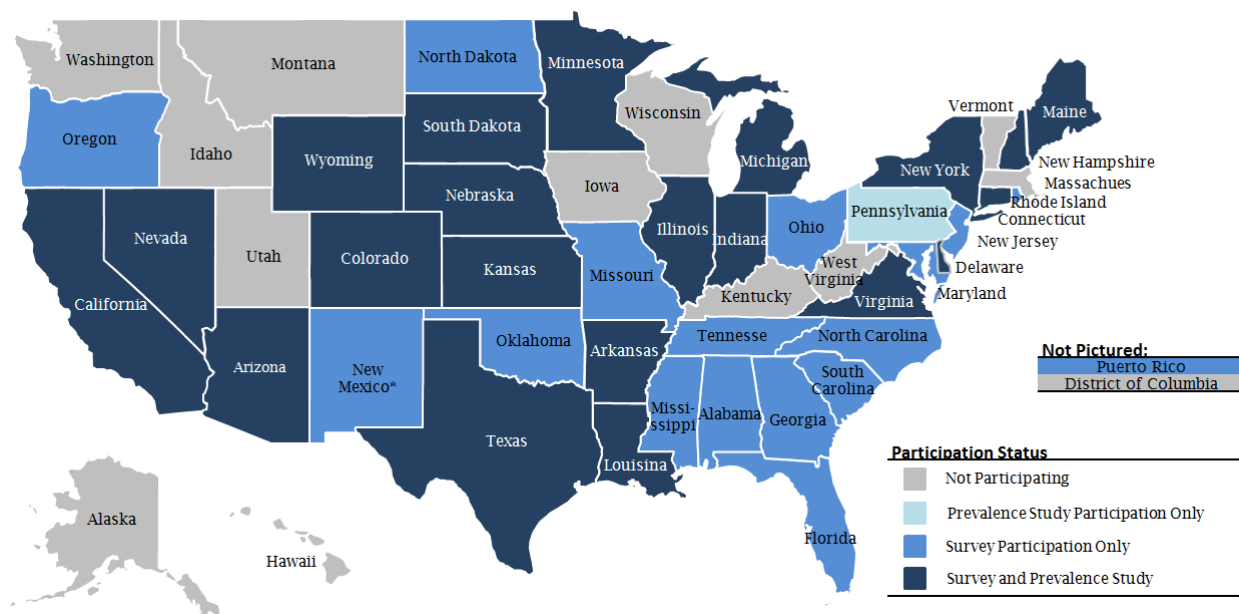 Washington
Montana
North Dakota
Minnesota
Vermont
Maine
Oregon
Idaho
Wyoming
South Dakota
Wisconsin
Michigan
New York
New Hampshire
Massachues
Rhode Island
Connecticut
Nebraska
Iowa
Pennsylvania
New Jersey
Nevada
Utah
Colorado
Kansas
Missouri
Illinois
Indiana
Ohio
West
Virginia
Delaware
Maryland
Virginia
Kentucky
California
Arizona
New
Mexico*
Oklahoma
Arkansas
Tennesse
North Carolina
South
Carolina
Missi-
ssippi
Alabama
Georgia
Texas
Louisina
Florida
Alaska
Hawaii
Not Pictured:
Puerto Rico
District of Columbia
Participation Status
Not Participating
Prevalence Study Participation Only
Survey Participation Only
Survey and Prevalence Study